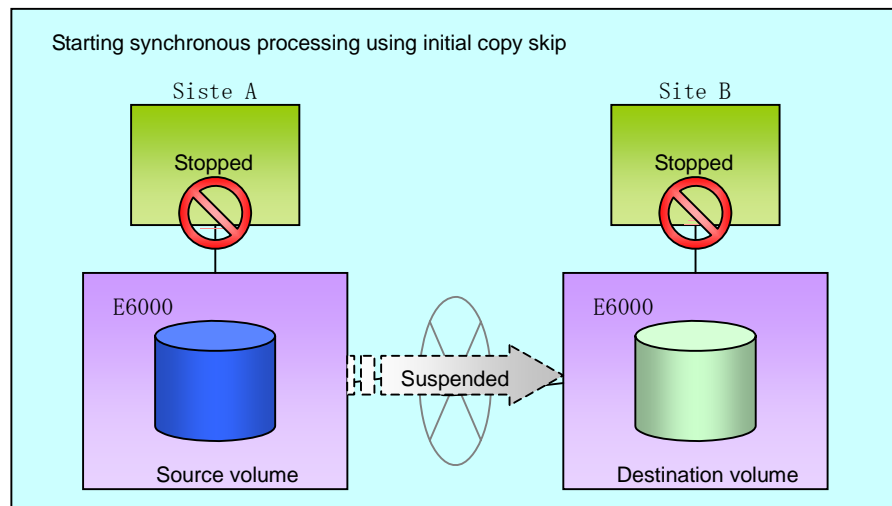 Starting synchronous processing using initial copy skip
Siste A
Site B
Stopped
Stopped
E6000
E6000
Suspended
Source volume
Destination volume